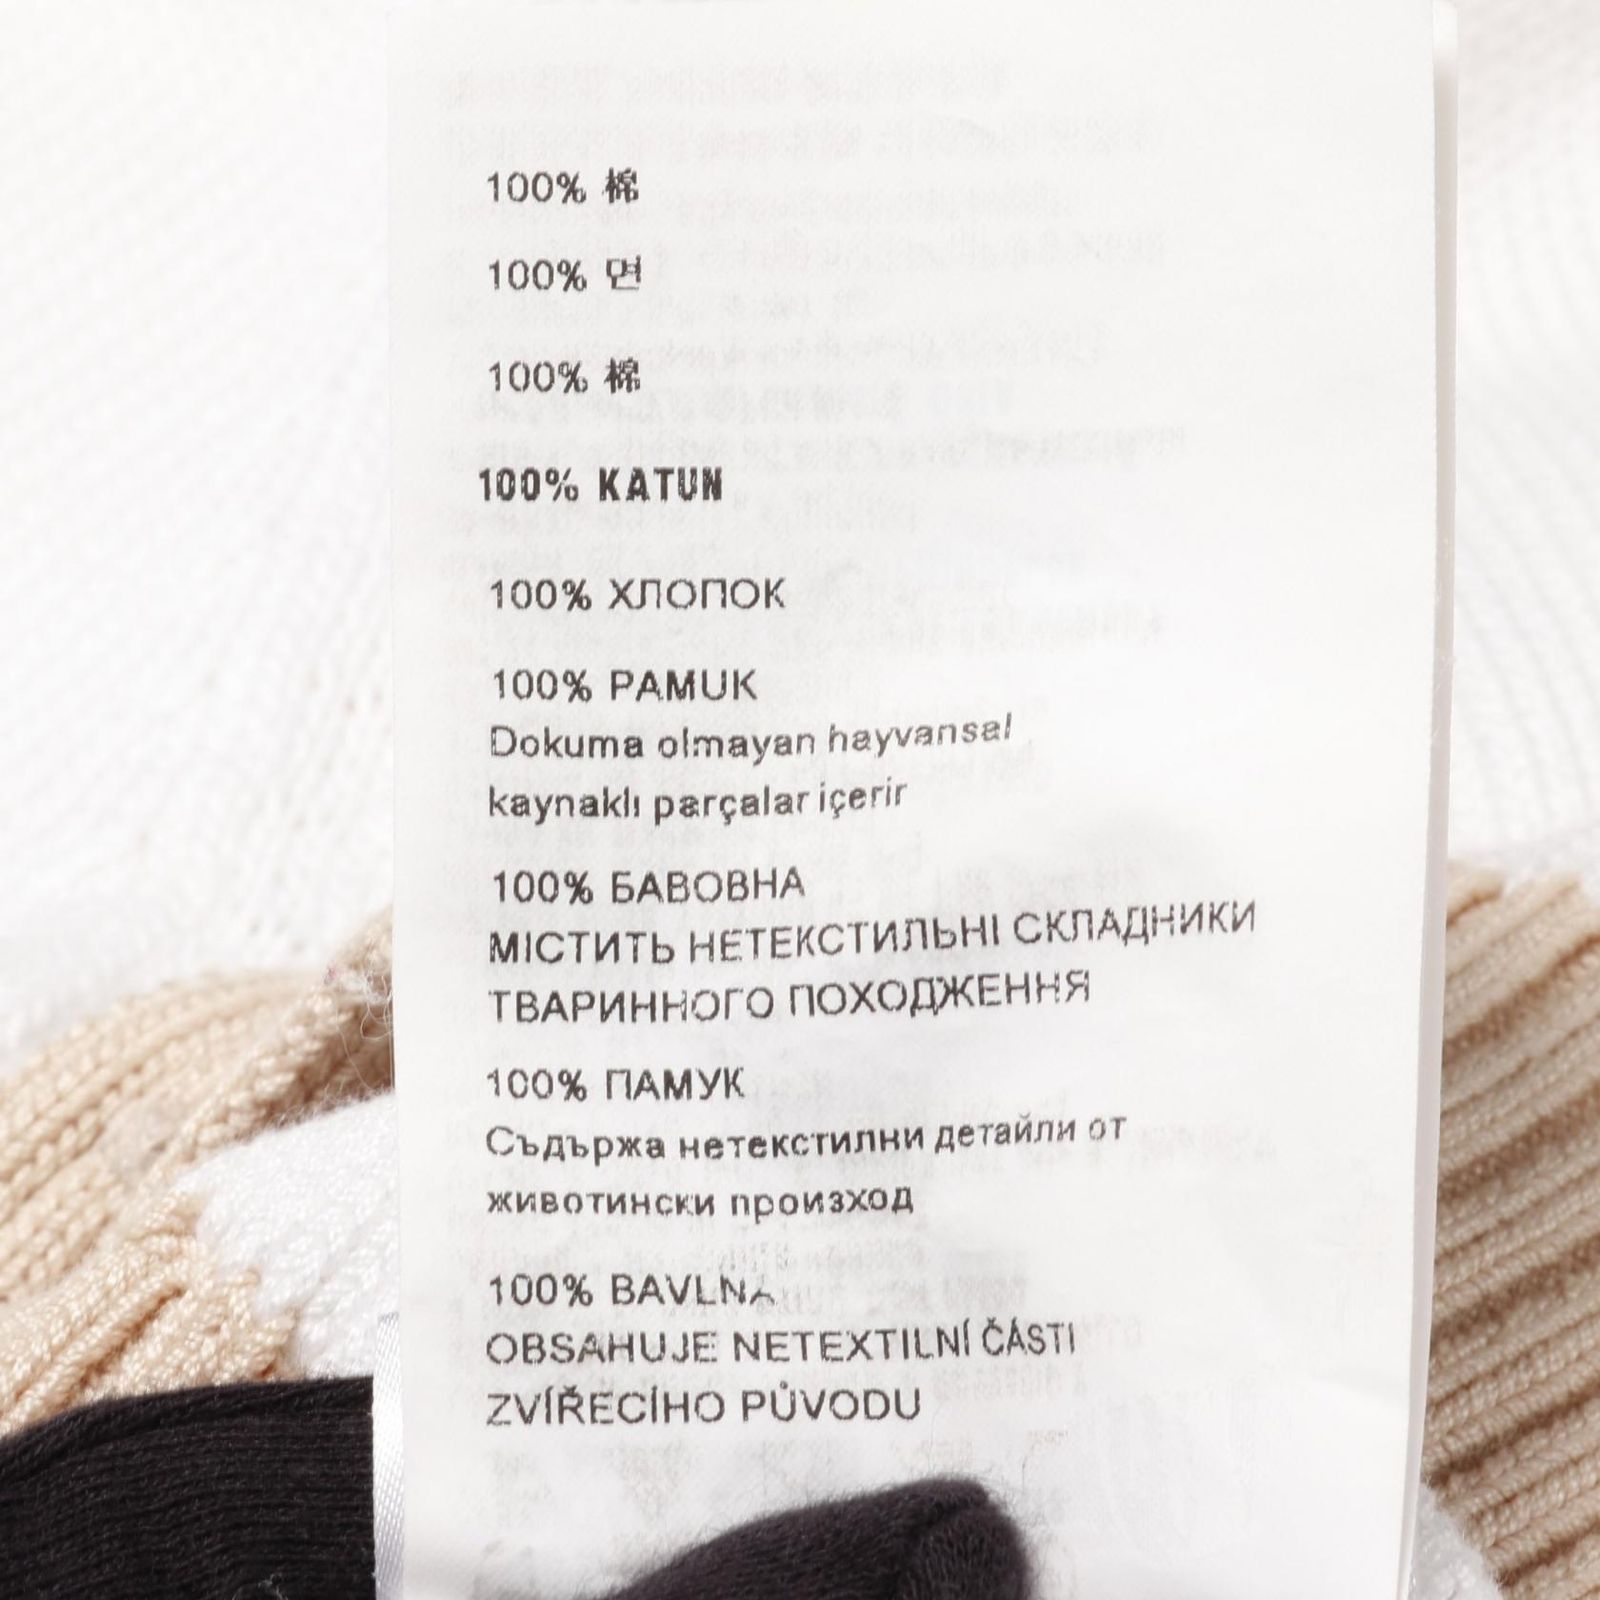 100% 棉
100% 면
100% 棉
100% KATUN
100% ХЛОПОК
100% PAMUK
Dokuma olmayan hayvansal
kaynaklı parçalar içerir
100% БАВОВНА
МІСТИТЬ НЕТЕКСТИЛЬНІ СКЛАДНИКИ
ТВАРИННОГО ПОХОДЖЕННЯ
100% ПАМУК
Съдържа нетекстилни детайли от
животински произход
100% BAVLNA
OBSAHUJE NETEXTILNÍ ČÁSTI
ZVÍŘECÍHO PŮVODU